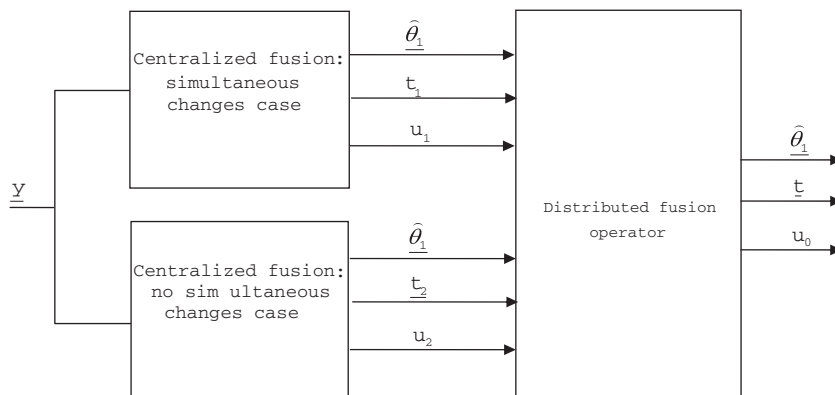 Centralized fusion:
simultaneous
changes case
θ̂₁
t₁
u₁
y
Centralized fusion:
no sim ultaneous
changes case
θ̂₁
t₂
u₂
Distributed fusion
operator
θ̂₁
t
u₀